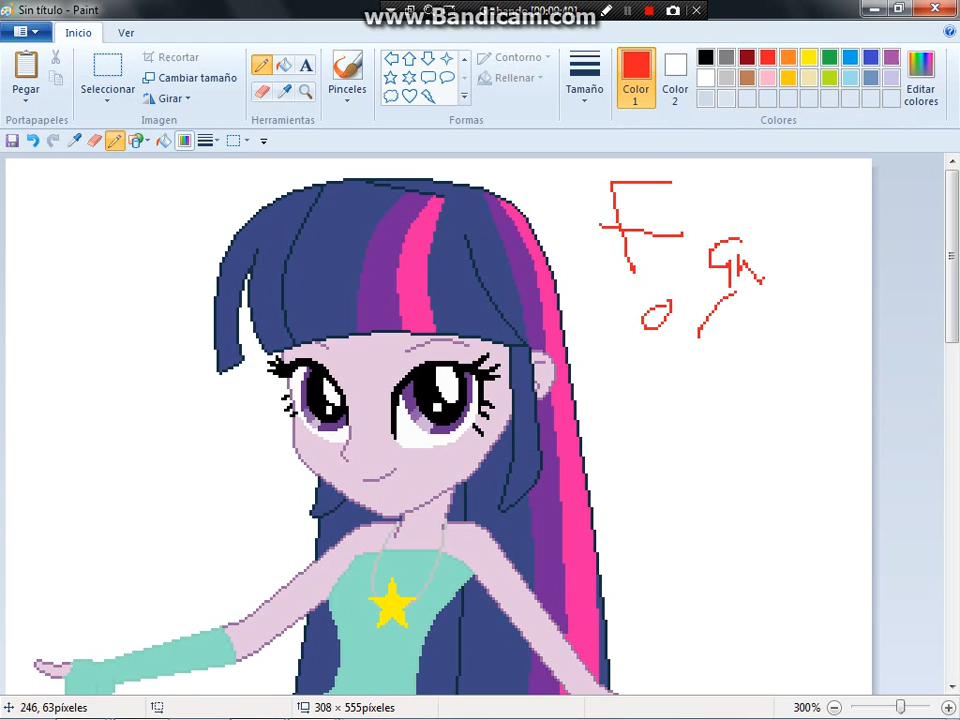 Sin título - Paint
www.Bandicam.com
Inicio Ver
Pegar
Seleccionar
Recortar
Cambiar tamaño
Girar
A
Pinceles
Contorno
Rellenar
Tamaño
Color 1
Color 2
Editar colores
Portapapeles Imagen Herramientas Formas Colores
246, 63píxeles 308 × 555píxeles 300%